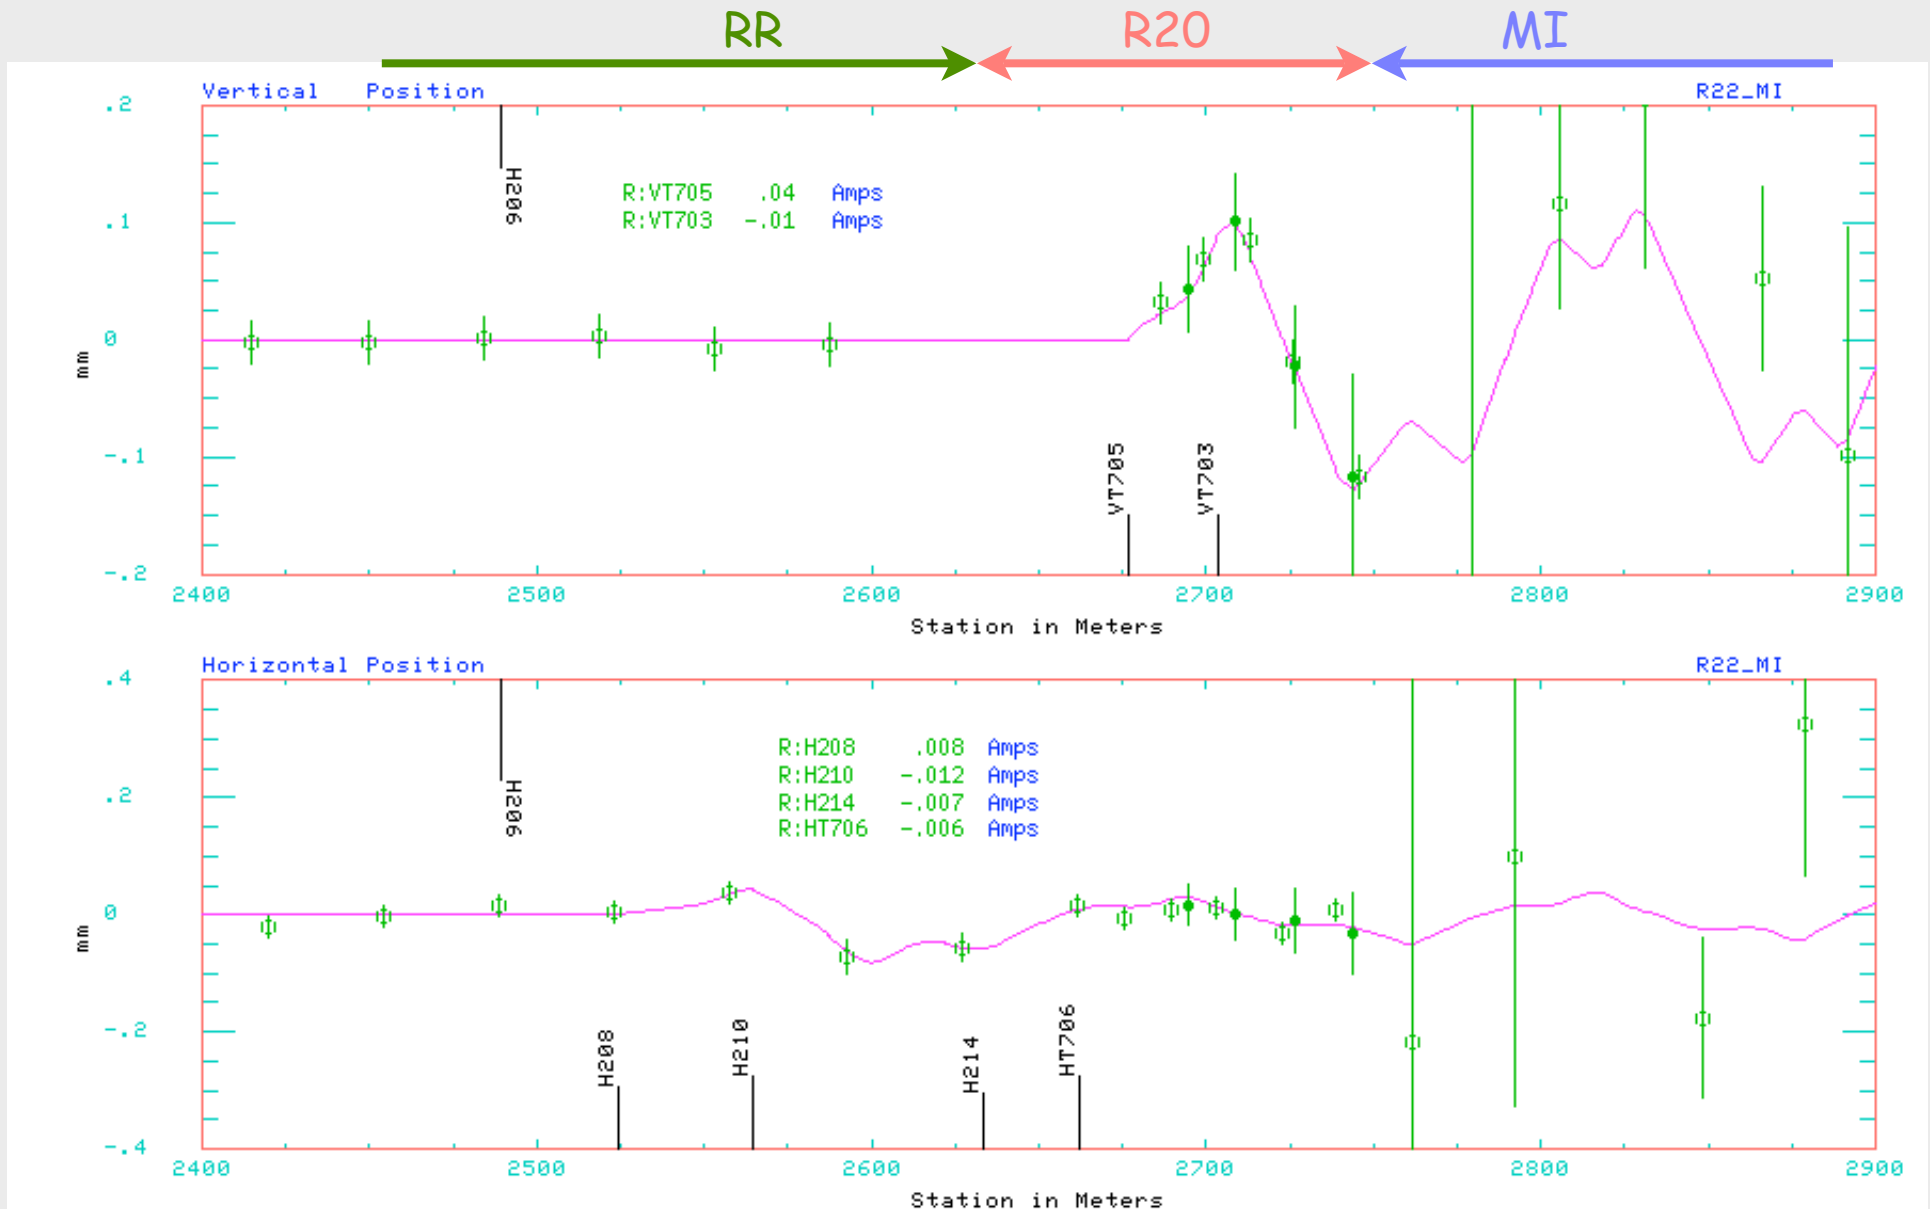 RR R20 MI
Vertical Position R22_MI
.2
H206
R:VT705 .04 Amps
R:VT703 -.01 Amps
.1
0
mm
-.1
VT705 VT703
-.2
2400 2500 2600 2700 2800 2900
Station in Meters
Horizontal Position R22_MI
.4
R:H208 .008 Amps
R:H210 -.012 Amps
R:H214 -.007 Amps
R:HT706 -.006 Amps
.2
H206
0
mm
-.2
H208 H210 H214 HT706
-.4
2400 2500 2600 2700 2800 2900
Station in Meters